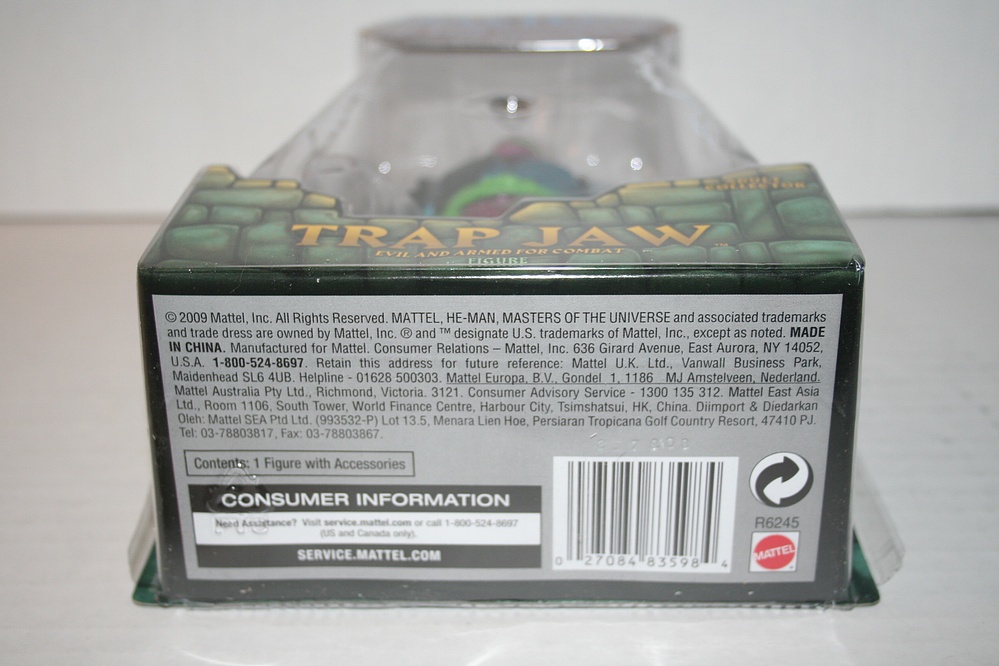 ADULT
COLLECTOR
TRAP JAW™
EVIL AND ARMED FOR COMBAT
FIGURE
© 2009 Mattel, Inc. All Rights Reserved. MATTEL, HE-MAN, MASTERS OF THE UNIVERSE and associated trademarks
and trade dress are owned by Mattel, Inc. ® and ™ designate U.S. trademarks of Mattel, Inc., except as noted. MADE
IN CHINA. Manufactured for Mattel. Consumer Relations – Mattel, Inc. 636 Girard Avenue, East Aurora, NY 14052,
U.S.A. 1-800-524-8697. Retain this address for future reference: Mattel U.K. Ltd., Vanwall Business Park,
Maidenhead SL6 4UB. Helpline - 01628 500303. Mattel Europa, B.V., Gondel 1, 1186 MJ Amstelveen, Nederland.
Mattel Australia Pty Ltd., Richmond, Victoria. 3121. Consumer Advisory Service - 1300 135 312. Mattel East Asia
Ltd., Room 1106, South Tower, World Finance Centre, Harbour City, Tsimshatsui, HK, China. Diimport & Diedarkan
Oleh: Mattel SEA Ptd Ltd. (993532-P) Lot 13.5, Menara Lien Hoe, Persiaran Tropicana Golf Country Resort, 47410 PJ.
Tel: 03-78803817, Fax: 03-78803867.
Contents: 1 Figure with Accessories
CONSUMER INFORMATION
Need Assistance? Visit service.mattel.com or call 1-800-524-8697
(US and Canada only).
SERVICE.MATTEL.COM
0 27084 83598 4
R6245
MATTEL